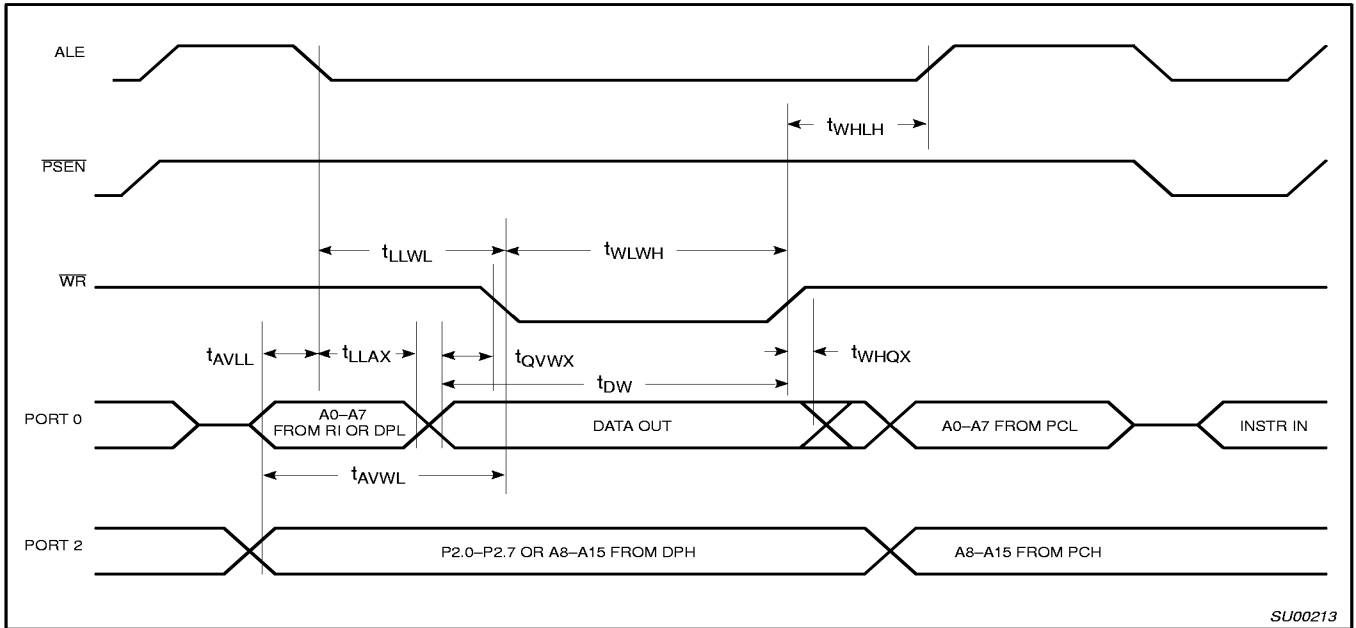 ALE
tWHLH
PSEN
tLLWL
tWLWH
WR
tAVLL
tLLAX
tQVWX
tWHQX
tDW
PORT 0
A0–A7
FROM RI OR DPL
DATA OUT
A0–A7 FROM PCL
INSTR IN
tAVWL
PORT 2
P2.0–P2.7 OR A8–A15 FROM DPH
A8–A15 FROM PCH
SU00213